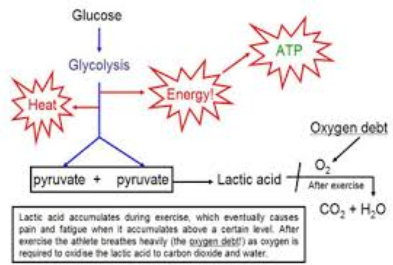 Glucose
Glycolysis
ATP
Heat
Energy!
Oxygen debt
pyruvate + pyruvate
Lactic acid
O2
After exercise
CO2 + H2O
Lactic acid accumulates during exercise, which eventually causes
pain and fatigue when it accumulates above a certain level. After
exercise the athlete breathes heavily (the oxygen debt!) as oxygen is
required to oxidise the lactic acid to carbon dioxide and water.